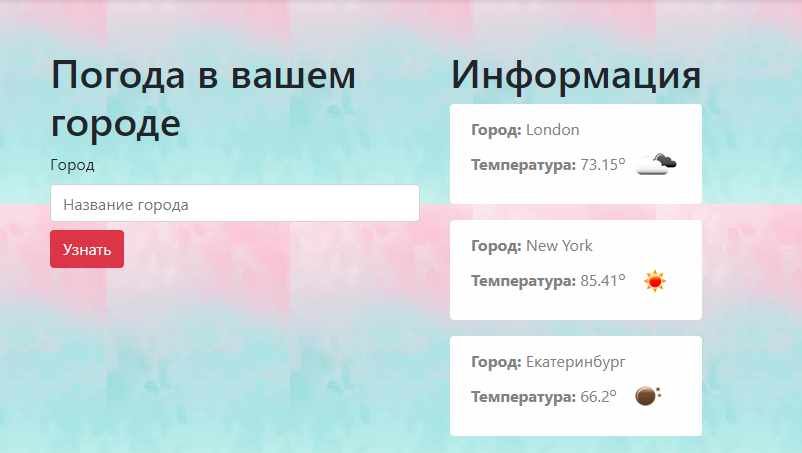 Погода в вашем
городе
Город
Название города
Узнать
Информация
Город: London
Температура: 73.15°
Город: New York
Температура: 85.41°
Город: Екатеринбург
Температура: 66.2°